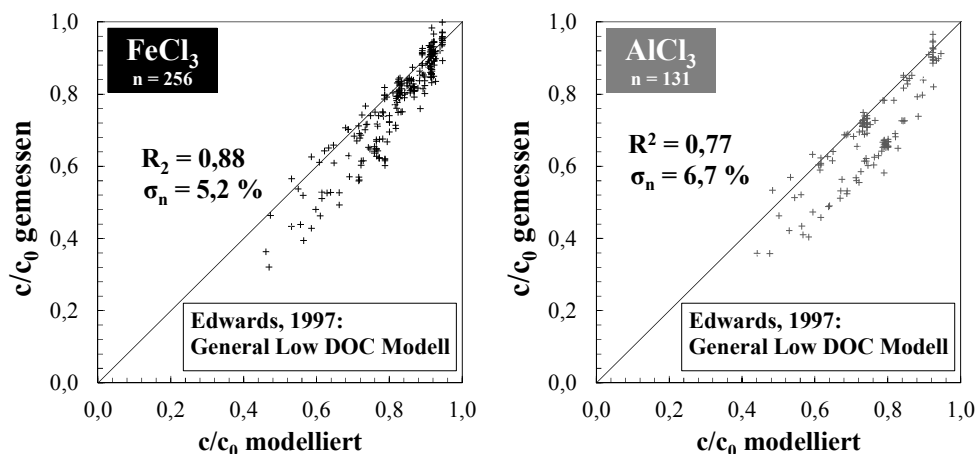 FeCl₃
n = 256
R₂ = 0,88
σₙ = 5,2 %
Edwards, 1997:
General Low DOC Modell
c/c₀ gemessen
1,0
0,8
0,6
0,4
0,2
0,0
0,0 0,2 0,4 0,6 0,8 1,0
c/c₀ modelliert
AlCl₃
n = 131
R² = 0,77
σₙ = 6,7 %
Edwards, 1997:
General Low DOC Modell
c/c₀ gemessen
1,0
0,8
0,6
0,4
0,2
0,0
0,0 0,2 0,4 0,6 0,8 1,0
c/c₀ modelliert